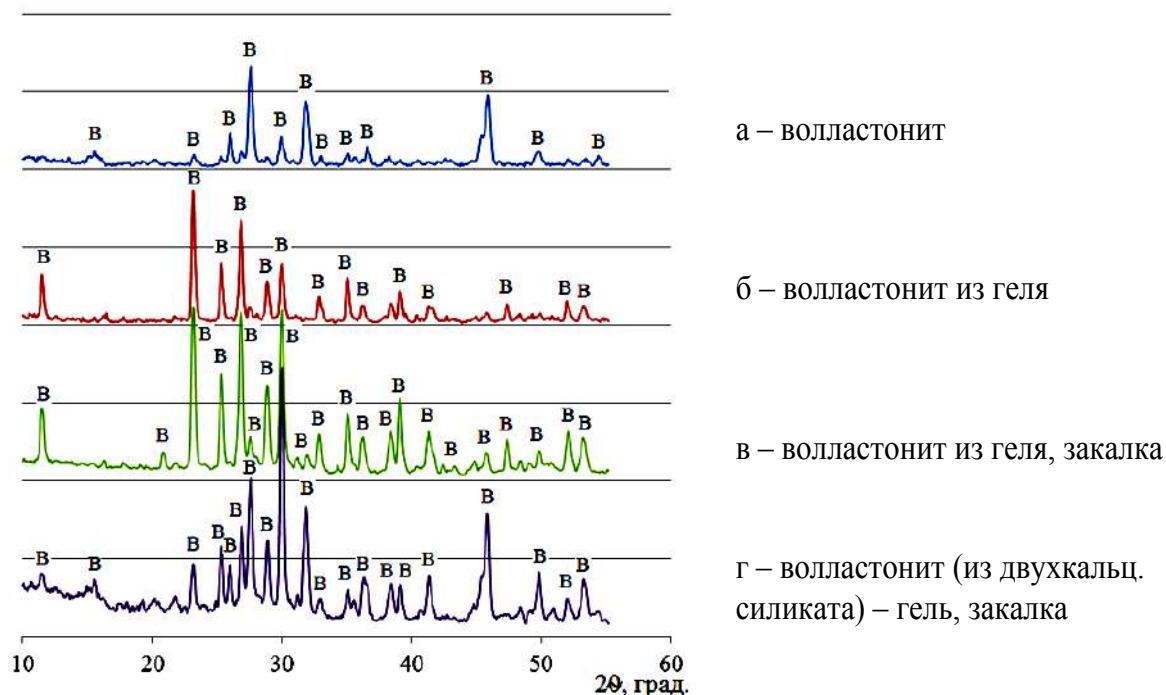 В В В В В В В В В В В В
а – волластонит
В В В В В В В В В В В В В В
б – волластонит из геля
В В В В В В В В В В В В В В В В В В В В В
в – волластонит из геля, закалка
В В В В В В В В В В В В В В В В В В В
г – волластонит (из двухкальц.
силиката) – гель, закалка
10 20 30 40 50 60
2θ, град.